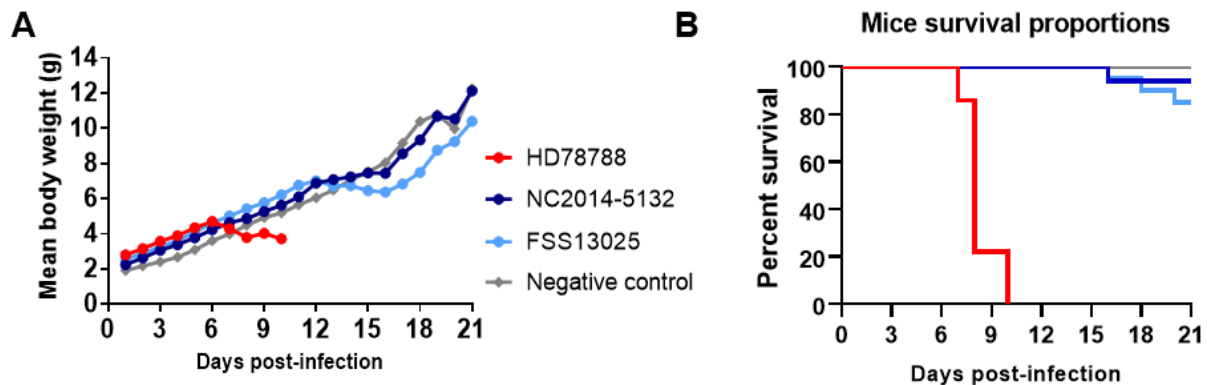 A
Mean body weight (g)
14
12
10
8
6
4
2
0
0 3 6 9 12 15 18 21
Days post-infection
HD78788
NC2014-5132
FSS13025
Negative control
B
Mice survival proportions
Percent survival
100
80
60
40
20
0
0 3 6 9 12 15 18 21
Days post-infection